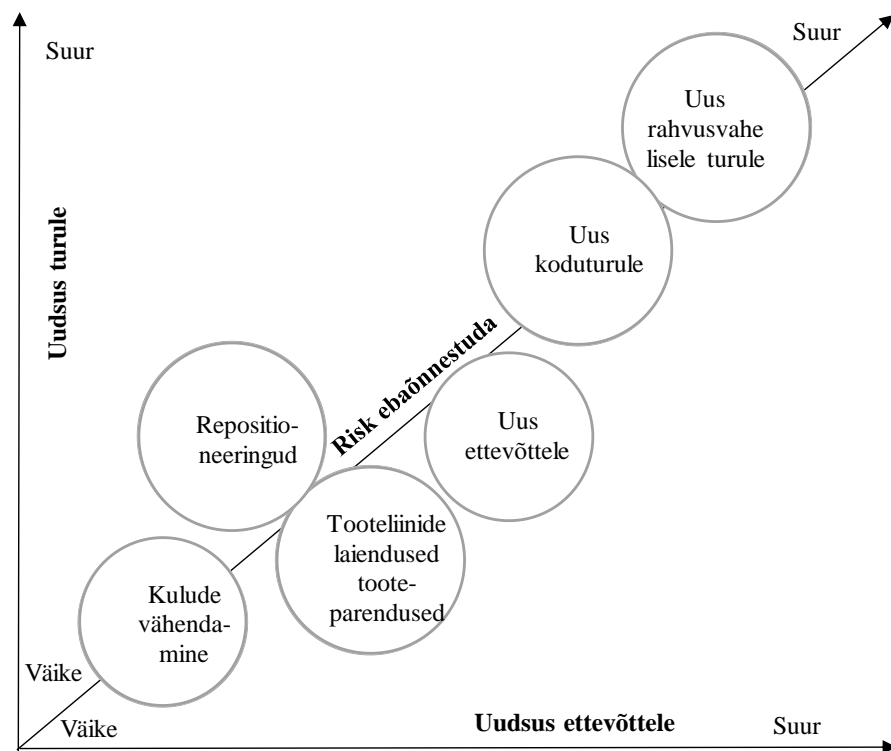 Suur
Suur
Uus
rahvusvahe
lisele turule
Uudsus turule
Uus
koduturule
Risk ebaõnnestuda
Repositio-
neeringud
Uus
ettevõttele
Tooteliinide
laiendused
toote-
parendused
Kulude
vähenda-
mine
Väike
Väike
Uudsus ettevõttele
Suur